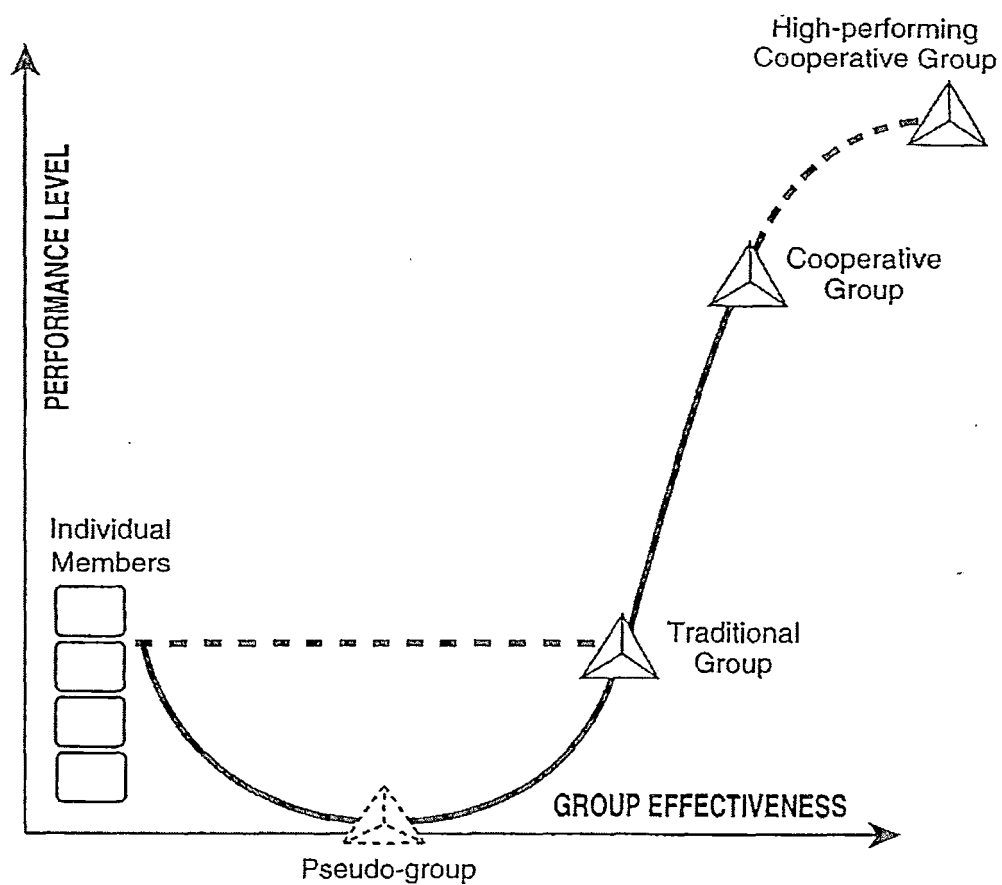 High-performing
Cooperative Group
PERFORMANCE LEVEL
Cooperative
Group
Individual
Members
Traditional
Group
GROUP EFFECTIVENESS
Pseudo-group